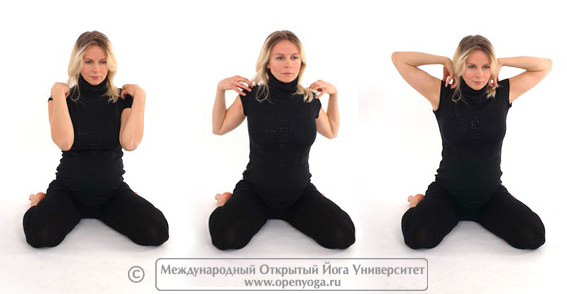 © Международный Открытый Йога Университет
www.openyoga.ru